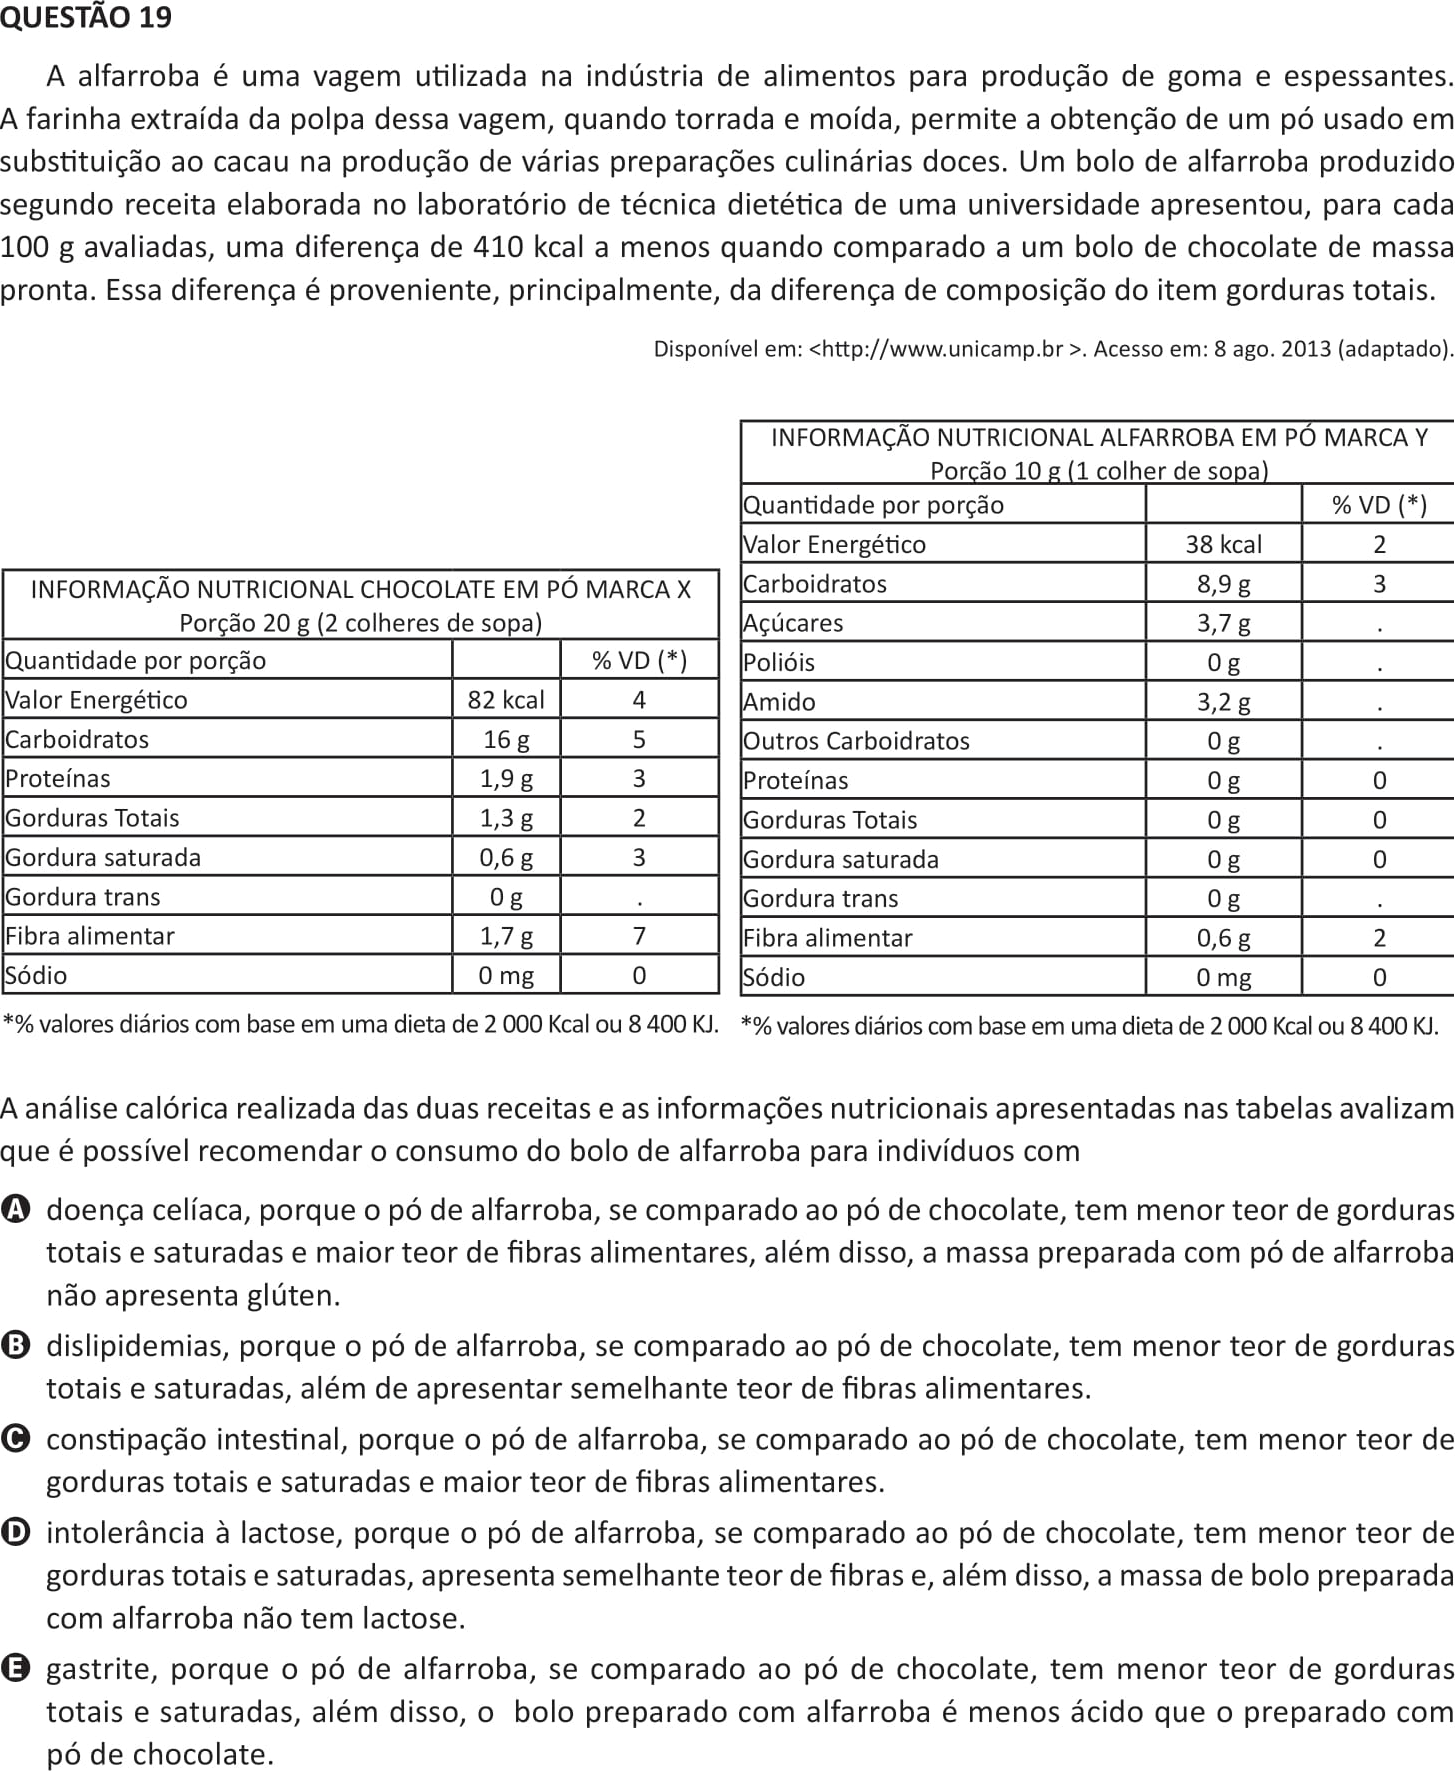 QUESTÃO 19
A alfarroba é uma vagem utilizada na indústria de alimentos para produção de goma e espessantes.
A farinha extraída da polpa dessa vagem, quando torrada e moída, permite a obtenção de um pó usado em
substituição ao cacau na produção de várias preparações culinárias doces. Um bolo de alfarroba produzido
segundo receita elaborada no laboratório de técnica dietética de uma universidade apresentou, para cada
100 g avaliadas, uma diferença de 410 kcal a menos quando comparado a um bolo de chocolate de massa
pronta. Essa diferença é proveniente, principalmente, da diferença de composição do item gorduras totais.
Disponível em: <http://www.unicamp.br >. Acesso em: 8 ago. 2013 (adaptado).
INFORMAÇÃO NUTRICIONAL CHOCOLATE EM PÓ MARCA X
Porção 20 g (2 colheres de sopa)
Quantidade por porção % VD (*)
Valor Energético 82 kcal 4
Carboidratos 16 g 5
Proteínas 1,9 g 3
Gorduras Totais 1,3 g 2
Gordura saturada 0,6 g 3
Gordura trans 0 g .
Fibra alimentar 1,7 g 7
Sódio 0 mg 0
*% valores diários com base em uma dieta de 2 000 Kcal ou 8 400 KJ.
INFORMAÇÃO NUTRICIONAL ALFARROBA EM PÓ MARCA Y
Porção 10 g (1 colher de sopa)
Quantidade por porção % VD (*)
Valor Energético 38 kcal 2
Carboidratos 8,9 g 3
Açúcares 3,7 g .
Polióis 0 g .
Amido 3,2 g .
Outros Carboidratos 0 g .
Proteínas 0 g 0
Gorduras Totais 0 g 0
Gordura saturada 0 g 0
Gordura trans 0 g .
Fibra alimentar 0,6 g 2
Sódio 0 mg 0
*% valores diários com base em uma dieta de 2 000 Kcal ou 8 400 KJ.
A análise calórica realizada das duas receitas e as informações nutricionais apresentadas nas tabelas avalizam
que é possível recomendar o consumo do bolo de alfarroba para indivíduos com
A doença celíaca, porque o pó de alfarroba, se comparado ao pó de chocolate, tem menor teor de gorduras
totais e saturadas e maior teor de fibras alimentares, além disso, a massa preparada com pó de alfarroba
não apresenta glúten.
B dislipidemias, porque o pó de alfarroba, se comparado ao pó de chocolate, tem menor teor de gorduras
totais e saturadas, além de apresentar semelhante teor de fibras alimentares.
C constipação intestinal, porque o pó de alfarroba, se comparado ao pó de chocolate, tem menor teor de
gorduras totais e saturadas e maior teor de fibras alimentares.
D intolerância à lactose, porque o pó de alfarroba, se comparado ao pó de chocolate, tem menor teor de
gorduras totais e saturadas, apresenta semelhante teor de fibras e, além disso, a massa de bolo preparada
com alfarroba não tem lactose.
E gastrite, porque o pó de alfarroba, se comparado ao pó de chocolate, tem menor teor de gorduras
totais e saturadas, além disso, o bolo preparado com alfarroba é menos ácido que o preparado com
pó de chocolate.